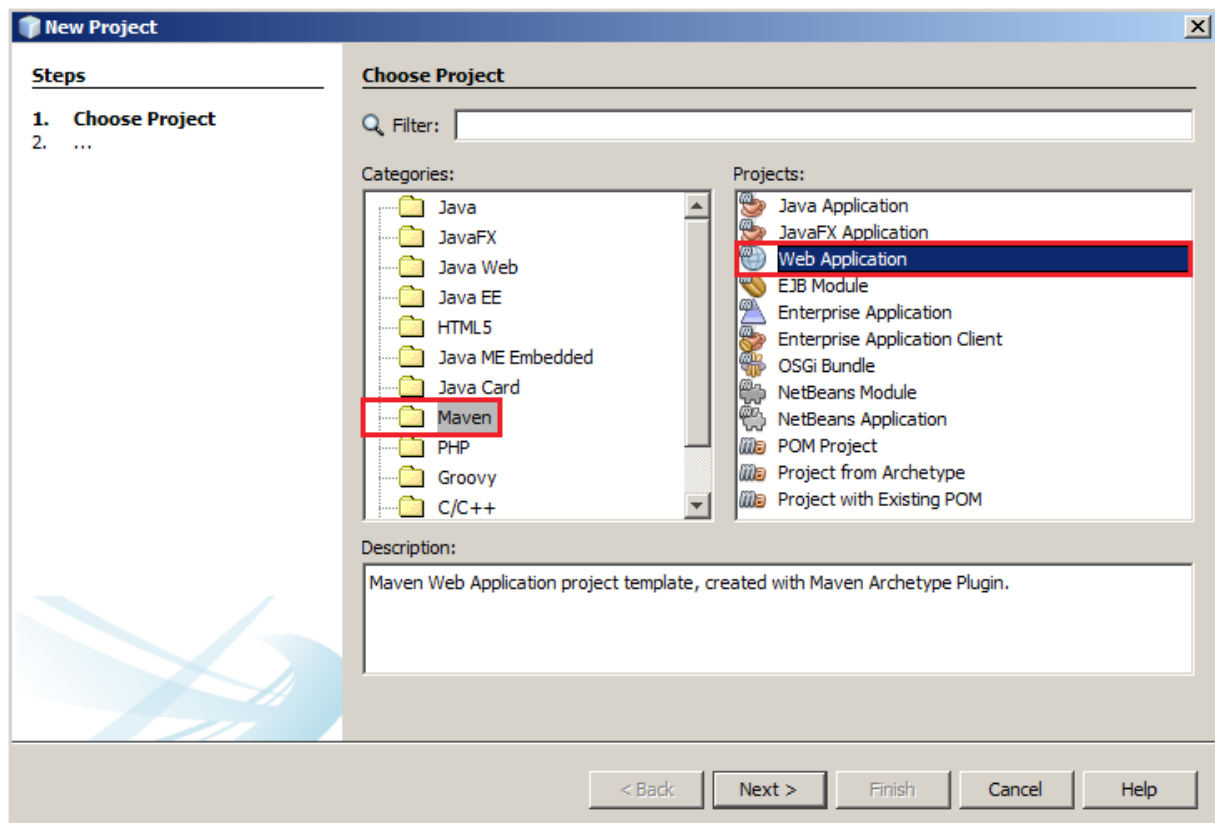 New Project
Steps
1. Choose Project
2. ...
Choose Project
Filter:
Categories:
Java
JavaFX
Java Web
Java EE
HTML5
Java ME Embedded
Java Card
Maven
PHP
Groovy
C/C++
Projects:
Java Application
JavaFX Application
Web Application
EJB Module
Enterprise Application
Enterprise Application Client
OSGi Bundle
NetBeans Module
NetBeans Application
POM Project
Project from Archetype
Project with Existing POM
Description:
Maven Web Application project template, created with Maven Archetype Plugin.
< Back
Next >
Finish
Cancel
Help